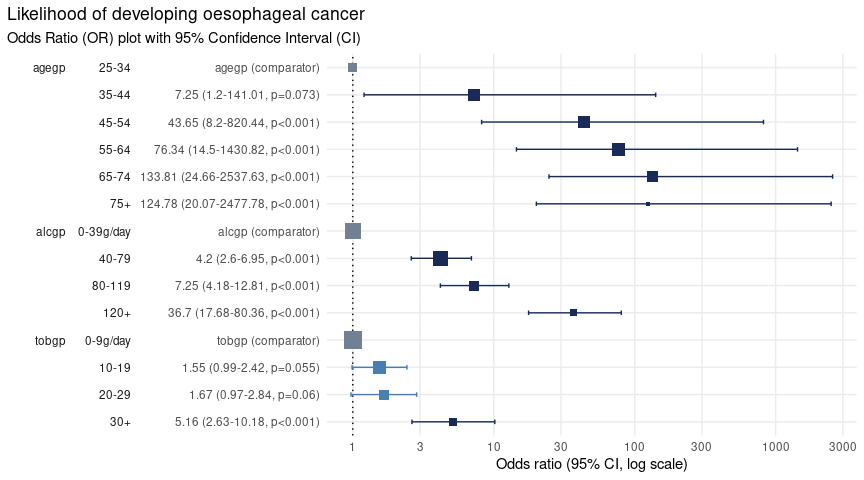 Likelihood of developing oesophageal cancer
Odds Ratio (OR) plot with 95% Confidence Interval (CI)
agegp 25-34 agegp (comparator)
35-44 7.25 (1.2-141.01, p=0.073)
45-54 43.65 (8.2-820.44, p<0.001)
55-64 76.34 (14.5-1430.82, p<0.001)
65-74 133.81 (24.66-2537.63, p<0.001)
75+ 124.78 (20.07-2477.78, p<0.001)
alcgp 0-39g/day alcgp (comparator)
40-79 4.2 (2.6-6.95, p<0.001)
80-119 7.25 (4.18-12.81, p<0.001)
120+ 36.7 (17.68-80.36, p<0.001)
tobgp 0-9g/day tobgp (comparator)
10-19 1.55 (0.99-2.42, p=0.055)
20-29 1.67 (0.97-2.84, p=0.06)
30+ 5.16 (2.63-10.18, p<0.001)
1 3 10 30 100 300 1000 3000
Odds ratio (95% CI, log scale)